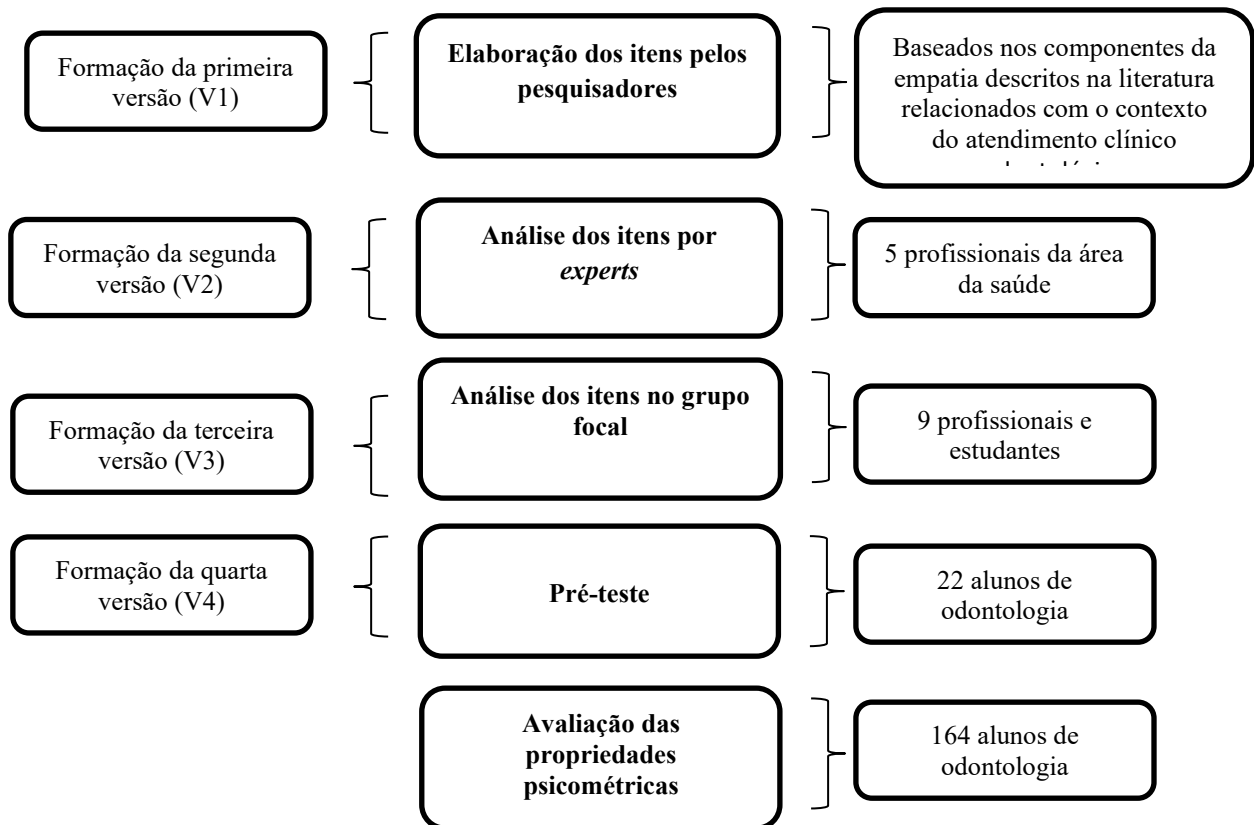 Formação da primeira
versão (V1)
Elaboração dos itens pelos
pesquisadores
Baseados nos componentes da
empatia descritos na literatura
relacionados com o contexto
do atendimento clínico
Formação da segunda
versão (V2)
Análise dos itens por
experts
5 profissionais da área
da saúde
Formação da terceira
versão (V3)
Análise dos itens no grupo
focal
9 profissionais e
estudantes
Formação da quarta
versão (V4)
Pré-teste
22 alunos de
odontologia
Avaliação das
propriedades
psicométricas
164 alunos de
odontologia